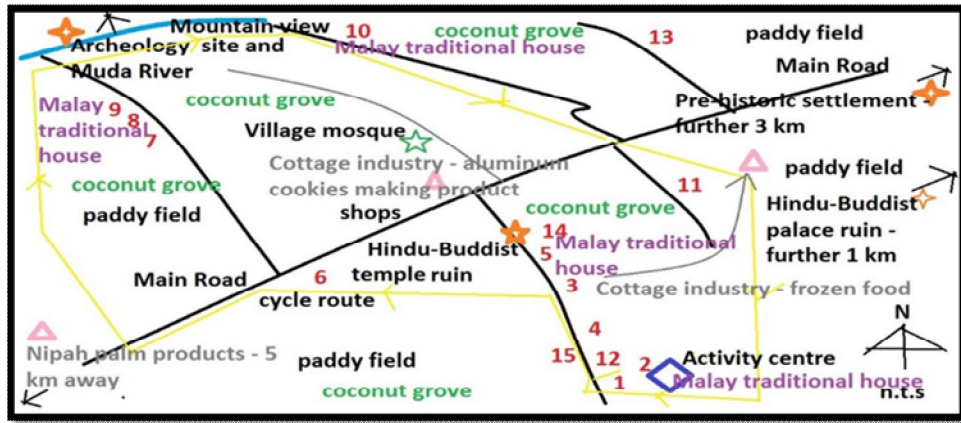 Mountain view
10
coconut grove
13
paddy field
Archeology site and
Muda River
Malay traditional house
Main Road
Malay
traditional
house
9
8
7
coconut grove
Pre-historic settlement -
further 3 km
Village mosque
Cottage industry - aluminum
cookies making product
shops
paddy field
coconut grove
paddy field
11
coconut grove
Hindu-Buddist
palace ruin -
further 1 km
14
5
Malay traditional
house
Hindu-Buddist
temple ruin
Main Road
6
cycle route
3
Cottage industry - frozen food
N
Nipah palm products - 5
km away
4
15
12
2
1
Activity centre
Malay traditional house
paddy field
coconut grove
n.t.s